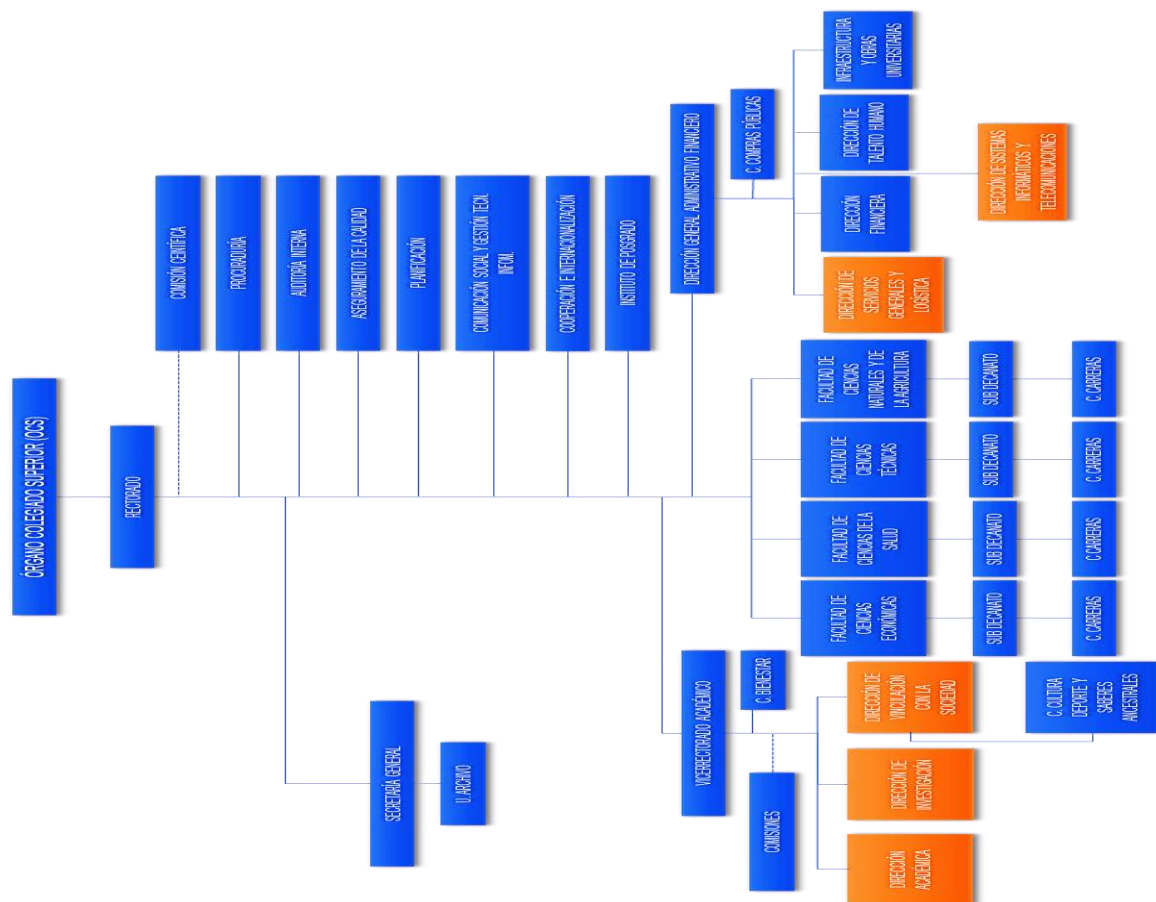 ÓRGANO COLEGIADO SUPERIOR (OCS)
RECTORADO
COMISIÓN CEINTÍFICA
PROCURADURÍA
AUDITORÍA INTERNA
ASEGURAMIENTO DE LA CALIDAD
PLANIFICACIÓN
COMUNICACIÓN SOCIAL Y GESTIÓN TECN.
INFOM.
COOPERACIÓN E INTERNACIONALIZACIÓN
INSTITUTO DE POSGRADO
SECRETARÍA GENERAL
U. ARCHIVO
VICERRECTORADO ACADÉMICO
C. BIENESTAR
COMISIONES
DIRECCIÓN
ACADÉMICA
DIRECCIÓN DE
INVESTIGACIÓN
DIRECCIÓN DE
VINCULACIÓN
CON LA
SOCIEDAD
C. CULTURA
DEPORTE Y
SABERES
ANCESTRALES
FACULTAD DE
CIENCIAS
ECONÓMICAS
SUB DECANATO
C. CARRERAS
FACULTAD DE
CIENCIAS DE LA
SALUD
SUB DECANATO
C CARRERAS
FACULTAD DE
CIENCIAS
TÉCNICAS
SUB DECANATO
C. CARRERAS
FACULTAD DE
CIENCIAS
NATURALES Y DE
LA AGRICULTURA
SUB DECANATO
C. CARRERAS
DIRECCIÓN GENERAL ADMINISTRATIVO FINANCIERO
C. COMPRAS PÚBLICAS
DIRECCIÓN DE
SERVICIOS
GENERALES Y
LOGÍSTICA
DIRECCIÓN
FINANCIERA
DIRECCIÓN DE
TALENTO HUMANO
INFRAESTRUCTURA
Y OBRAS
UNIVERSITARIAS
DIRECCIÓN DE SISTEMAS
INFORMÁTICOS Y
TELECOMUNICACIONES